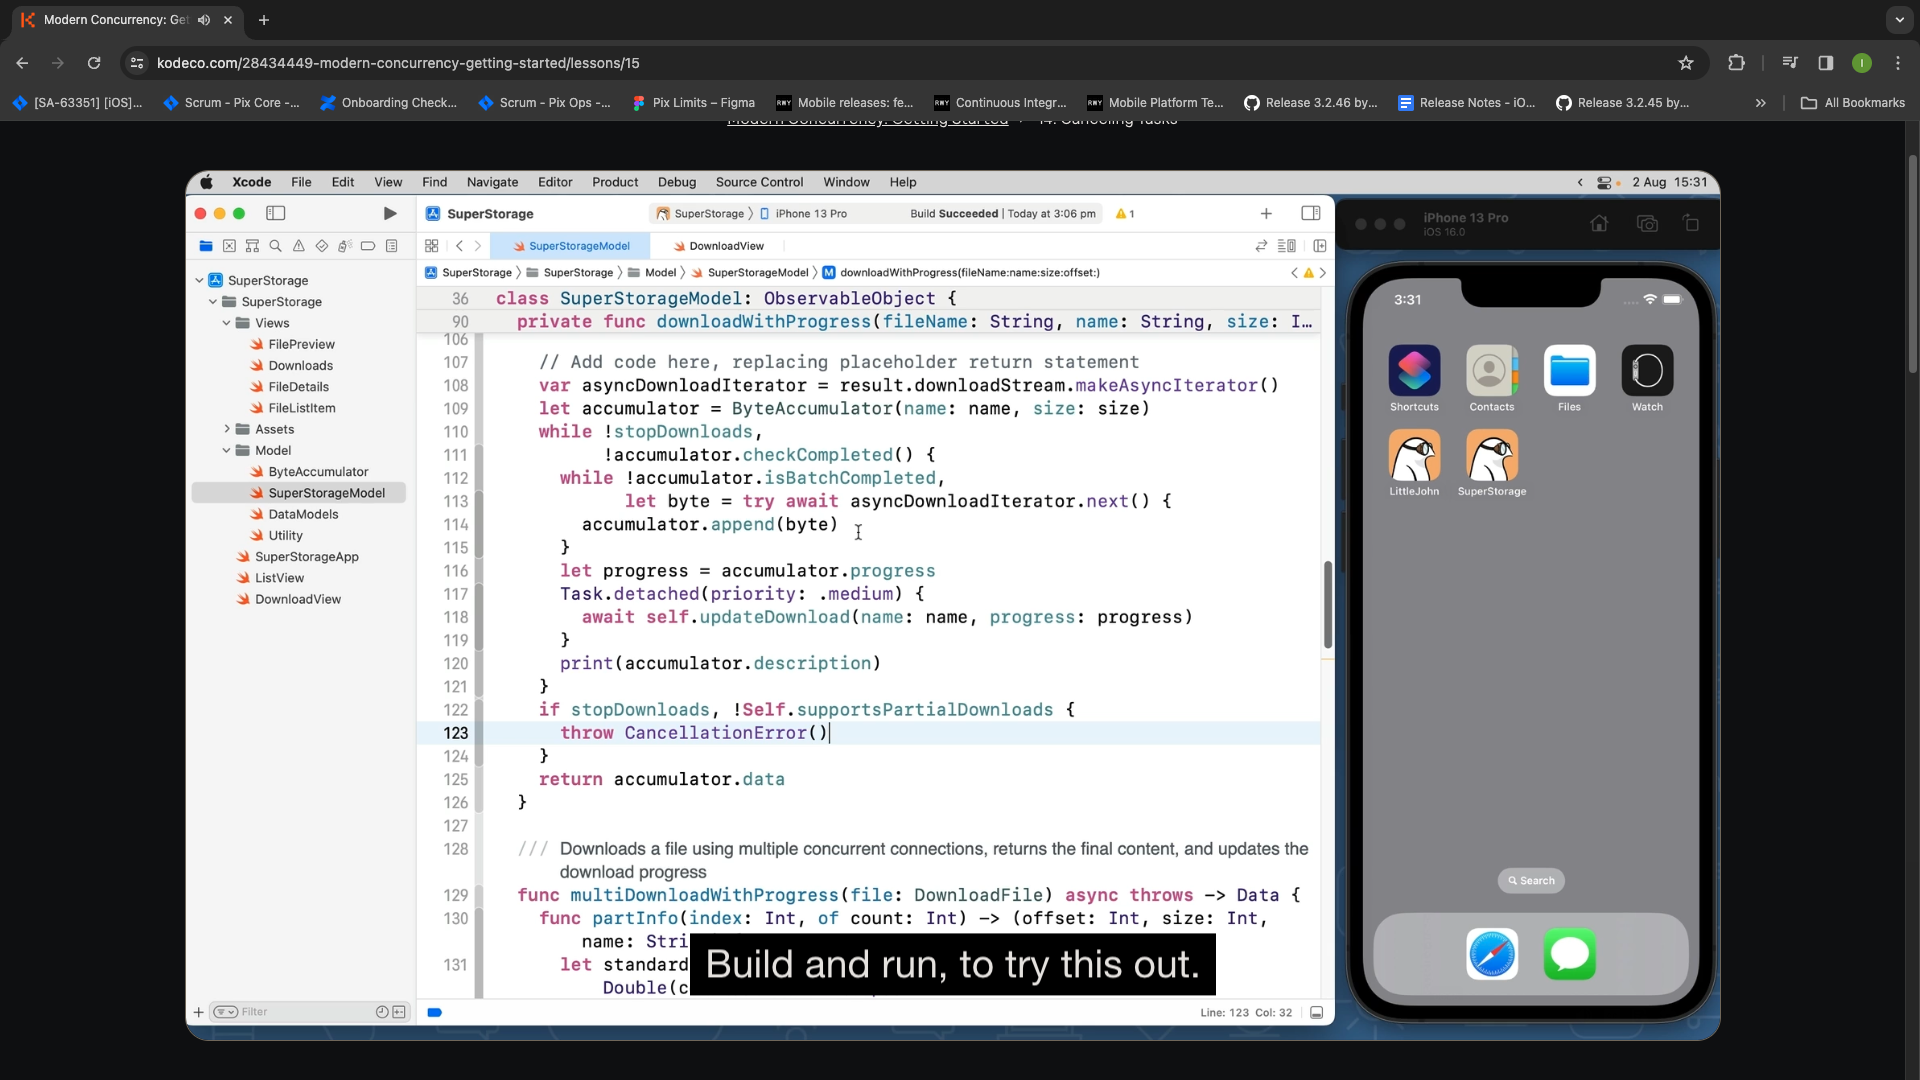 Modern Concurrency: Get
kodeco.com/28434449-modern-concurrency-getting-started/lessons/15
[SA-63351] [iOS]...
Scrum - Pix Core -...
Onboarding Check...
Scrum - Pix Ops -...
Pix Limits – Figma
Mobile releases: fe...
Continuous Integr...
Mobile Platform Te...
Release 3.2.46 by...
Release Notes - iO...
Release 3.2.45 by...
All Bookmarks
Modern Concurrency: Getting Started > 14. Canceling Tasks
Xcode File Edit View Find Navigate Editor Product Debug Source Control Window Help
2 Aug 15:31
SuperStorage
SuperStorage 〉 iPhone 13 Pro
Build Succeeded | Today at 3:06 pm
1
SuperStorageModel
DownloadView
SuperStorage 〉 SuperStorage 〉 Model 〉 SuperStorageModel 〉 M downloadWithProgress(fileName:name:size:offset:)
SuperStorage
SuperStorage
Views
FilePreview
Downloads
FileDetails
FileListItem
Assets
Model
ByteAccumulator
SuperStorageModel
DataModels
Utility
SuperStorageApp
ListView
DownloadView
Filter
36 class SuperStorageModel: ObservableObject {
90 private func downloadWithProgress(fileName: String, name: String, size: I...
106
107 // Add code here, replacing placeholder return statement
108 var asyncDownloadIterator = result.downloadStream.makeAsyncIterator()
109 let accumulator = ByteAccumulator(name: name, size: size)
110 while !stopDownloads,
111 !accumulator.checkCompleted() {
112 while !accumulator.isBatchCompleted,
113 let byte = try await asyncDownloadIterator.next() {
114 accumulator.append(byte)
115 }
116 let progress = accumulator.progress
117 Task.detached(priority: .medium) {
118 await self.updateDownload(name: name, progress: progress)
119 }
120 print(accumulator.description)
121 }
122 if stopDownloads, !Self.supportsPartialDownloads {
123 throw CancellationError()
124 }
125 return accumulator.data
126 }
127
128 /// Downloads a file using multiple concurrent connections, returns the final content, and updates the
download progress
129 func multiDownloadWithProgress(file: DownloadFile) async throws -> Data {
130 func partInfo(index: Int, of count: Int) -> (offset: Int, size: Int,
name: Stri
131 let standard
Double(c
Build and run, to try this out.
Line: 123 Col: 32
iPhone 13 Pro
iOS 16.0
3:31
Shortcuts
Contacts
Files
Watch
LittleJohn
SuperStorage
Search